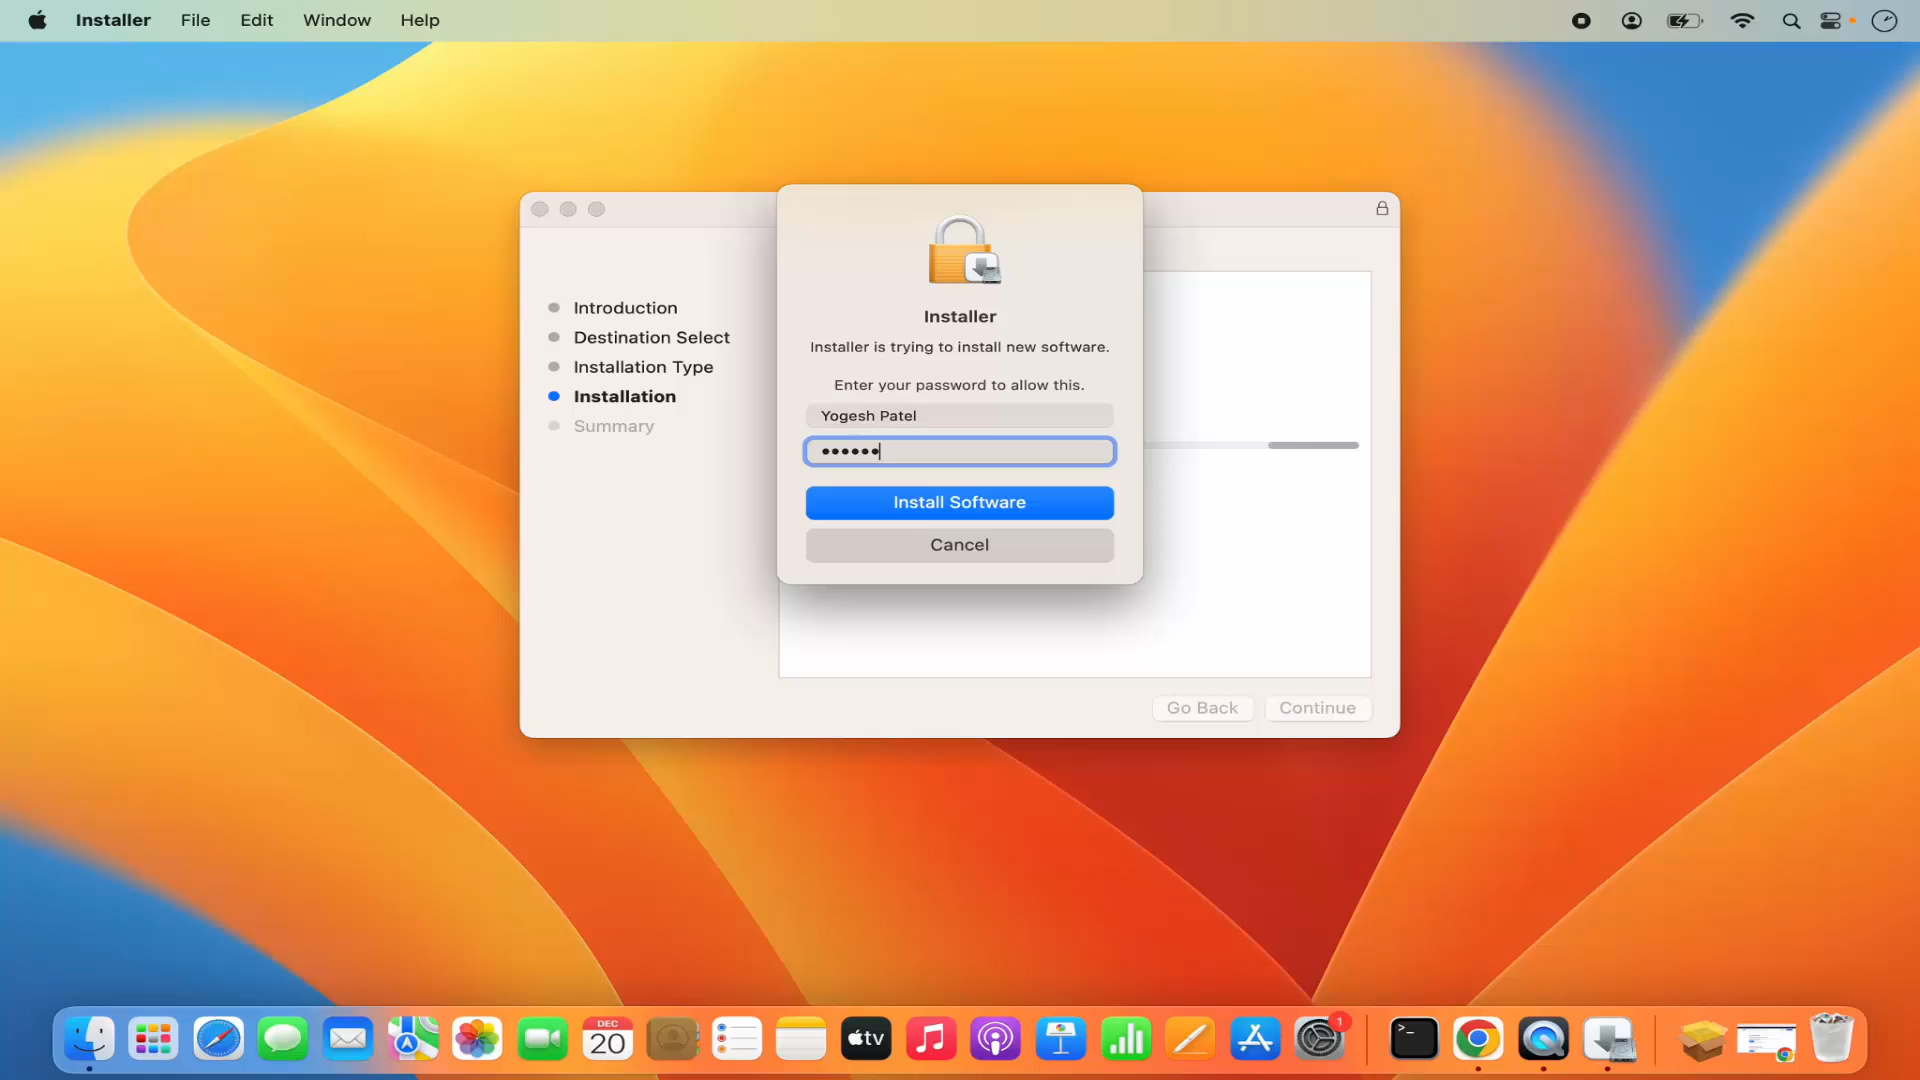 Installer File Edit Window Help
Introduction
Destination Select
Installation Type
Installation
Summary
Installer
Installer is trying to install new software.
Enter your password to allow this.
Yogesh Patel
••••••
Install Software
Cancel
Go Back Continue
DEC
20
tv
>_
1